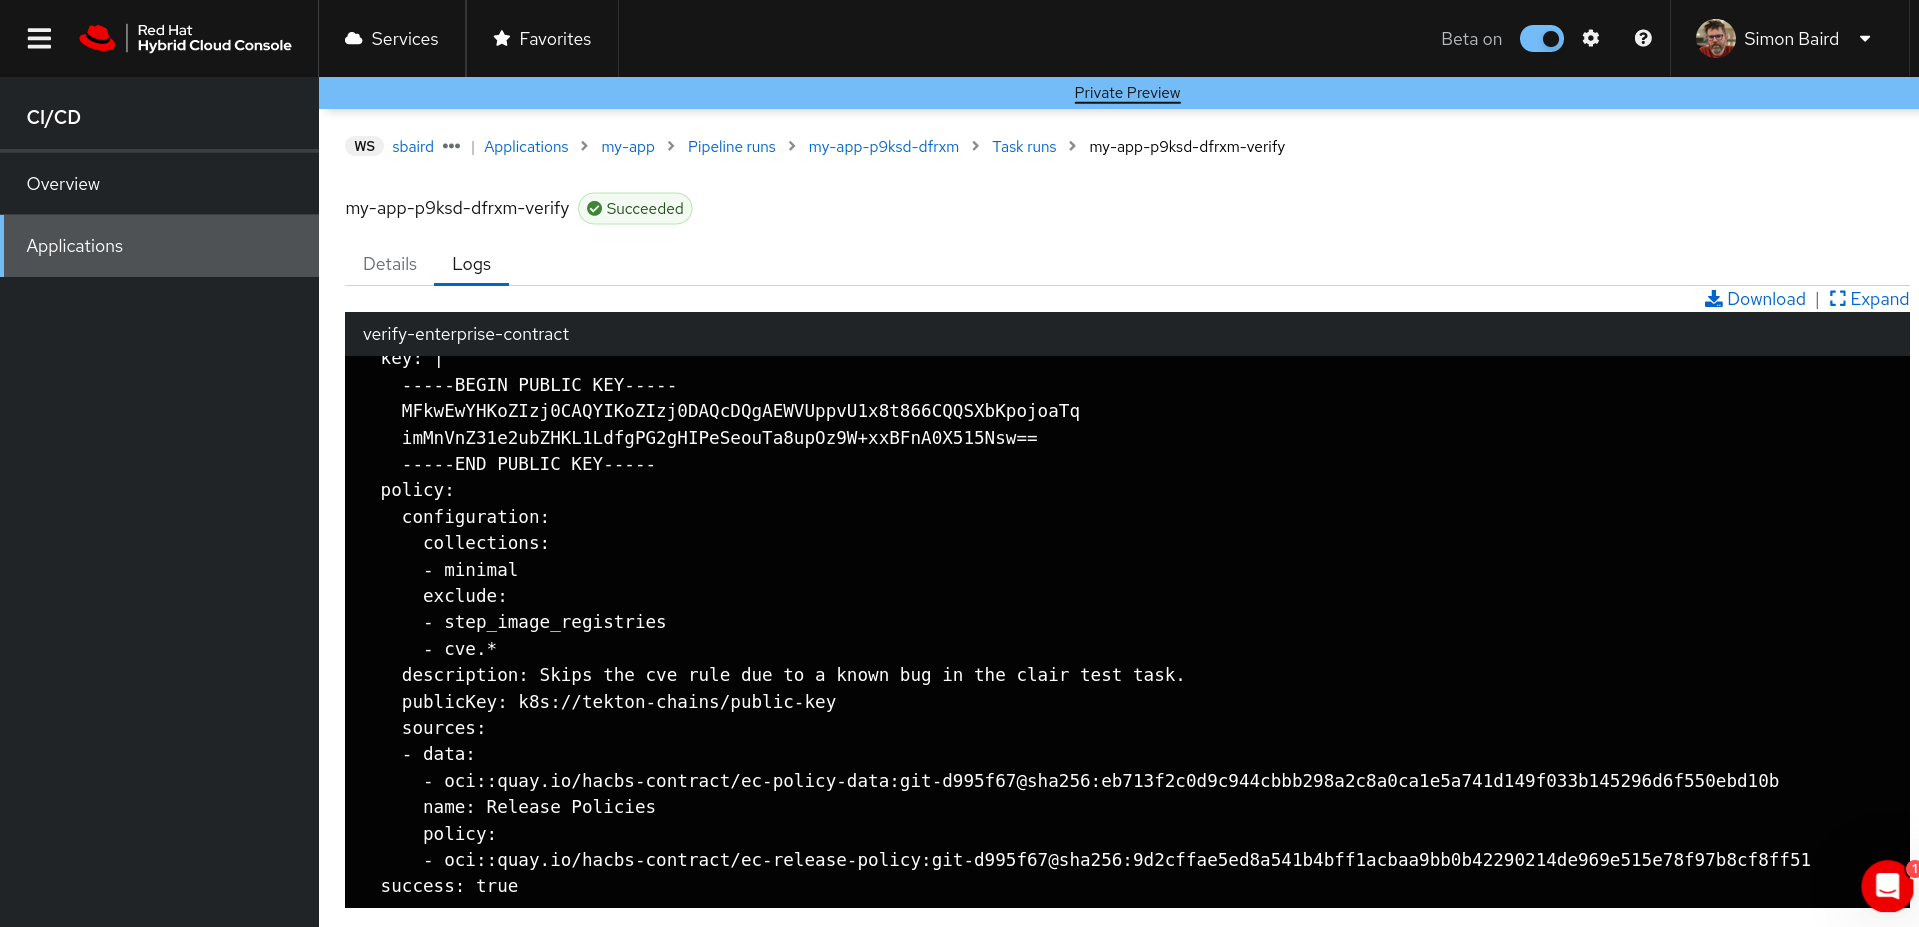 Red Hat
Hybrid Cloud Console
Services
Favorites
Beta on
Simon Baird
Private Preview
CI/CD
Overview
Applications
WS sbaird ••• | Applications > my-app > Pipeline runs > my-app-p9ksd-dfrxm > Task runs > my-app-p9ksd-dfrxm-verify
my-app-p9ksd-dfrxm-verify Succeeded
Details Logs
Download | Expand
verify-enterprise-contract
key: |
-----BEGIN PUBLIC KEY-----
MFkwEwYHKoZIzj0CAQYIKoZIzj0DAQcDQgAEWVUppvU1x8t866CQQSXbKpojoaTq
imMnVnZ31e2ubZHKL1LdfgPG2gHIPeSeouTa8upOz9W+xxBFnA0X515Nsw==
-----END PUBLIC KEY-----
policy:
configuration:
collections:
- minimal
exclude:
- step_image_registries
- cve.*
description: Skips the cve rule due to a known bug in the clair test task.
publicKey: k8s://tekton-chains/public-key
sources:
- data:
- oci::quay.io/hacbs-contract/ec-policy-data:git-d995f67@sha256:eb713f2c0d9c944cbbb298a2c8a0ca1e5a741d149f033b145296d6f550ebd10b
name: Release Policies
policy:
- oci::quay.io/hacbs-contract/ec-release-policy:git-d995f67@sha256:9d2cffae5ed8a541b4bff1acbaa9bb0b42290214de969e515e78f97b8cf8ff51
success: true
1